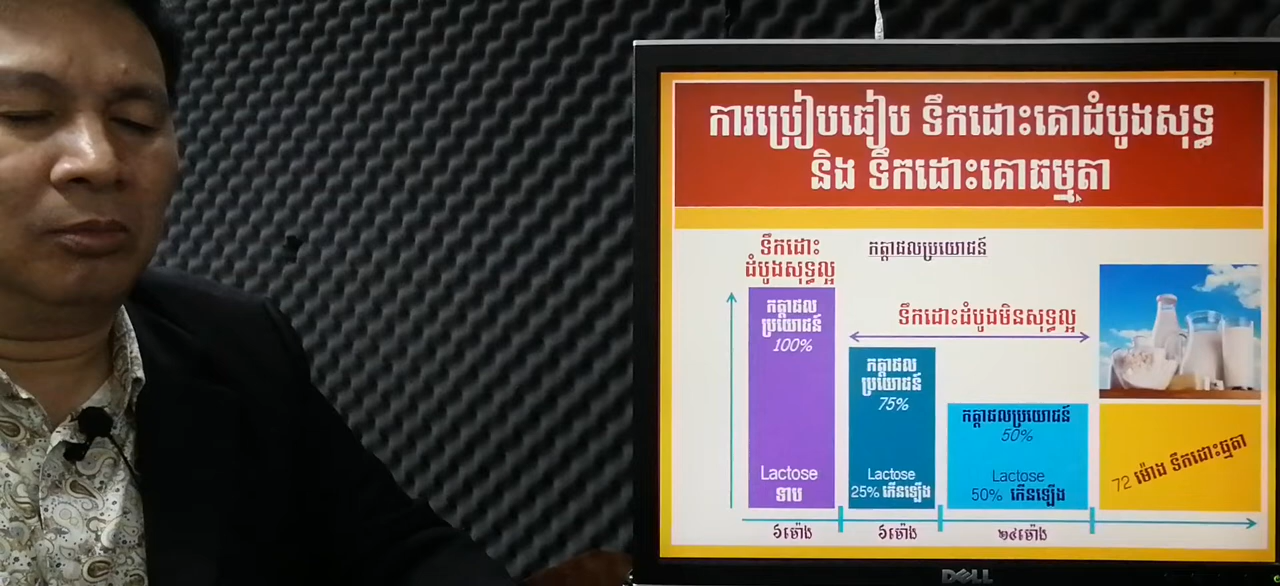 ការប្រៀបធៀប ទឹកដោះគោដំបូងសុទ្ធ
និង ទឹកដោះគោធម្មតា
ទឹកដោះ
ដំបូងសុទ្ធល្អ
កត្តាផលប្រយោជន៍
ទឹកដោះដំបូងមិនសុទ្ធល្អ
កត្តាផល
ប្រយោជន៍
100%
Lactose
ទាប
កត្តាផល
ប្រយោជន៍
75%
Lactose
25% កើនឡើង
កត្តាផលប្រយោជន៍
50%
Lactose
50% កើនឡើង
72 ម៉ោង ទឹកដោះធម្មតា
៦ម៉ោង
៦ម៉ោង
២៤ម៉ោង
DELL